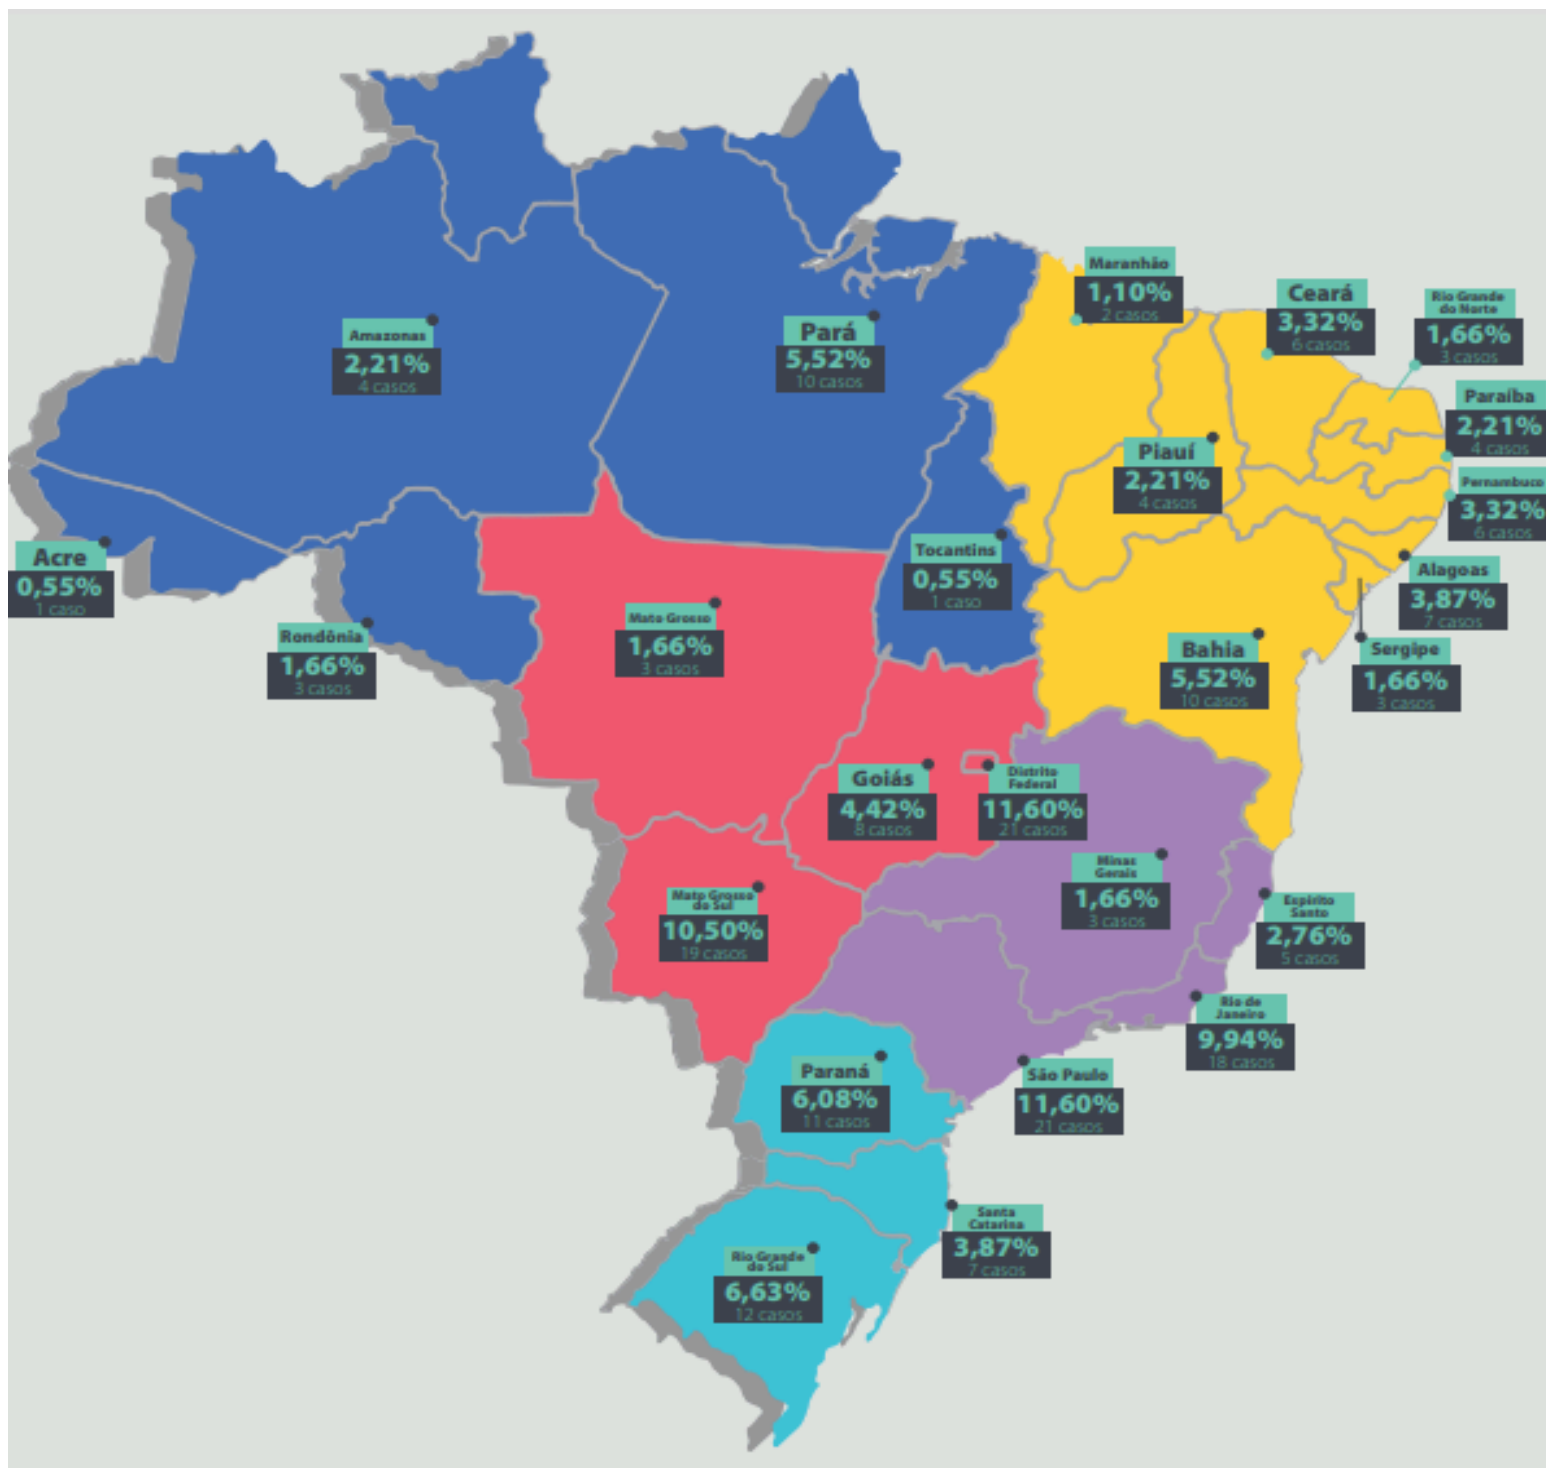 Maranhão
1,10%
2 casos
Ceará
3,32%
6 casos
Rio Grande
do Norte
1,66%
3 casos
Amazonas
2,21%
4 casos
Pará
5,52%
10 casos
Paraíba
2,21%
4 casos
Piauí
2,21%
4 casos
Pernambuco
3,32%
6 casos
Acre
0,55%
1 caso
Tocantins
0,55%
1 caso
Alagoas
3,87%
7 casos
Rondônia
1,66%
3 casos
Mato Grosso
1,66%
3 casos
Bahia
5,52%
10 casos
Sergipe
1,66%
3 casos
Goiás
4,42%
8 casos
Distrito
Federal
11,60%
21 casos
Minas
Gerais
1,66%
3 casos
Mato Grosso
do Sul
10,50%
19 casos
Espírito
Santo
2,76%
5 casos
Rio de
Janeiro
9,94%
18 casos
Paraná
6,08%
11 casos
São Paulo
11,60%
21 casos
Santa
Catarina
3,87%
7 casos
Rio Grande
do Sul
6,63%
12 casos